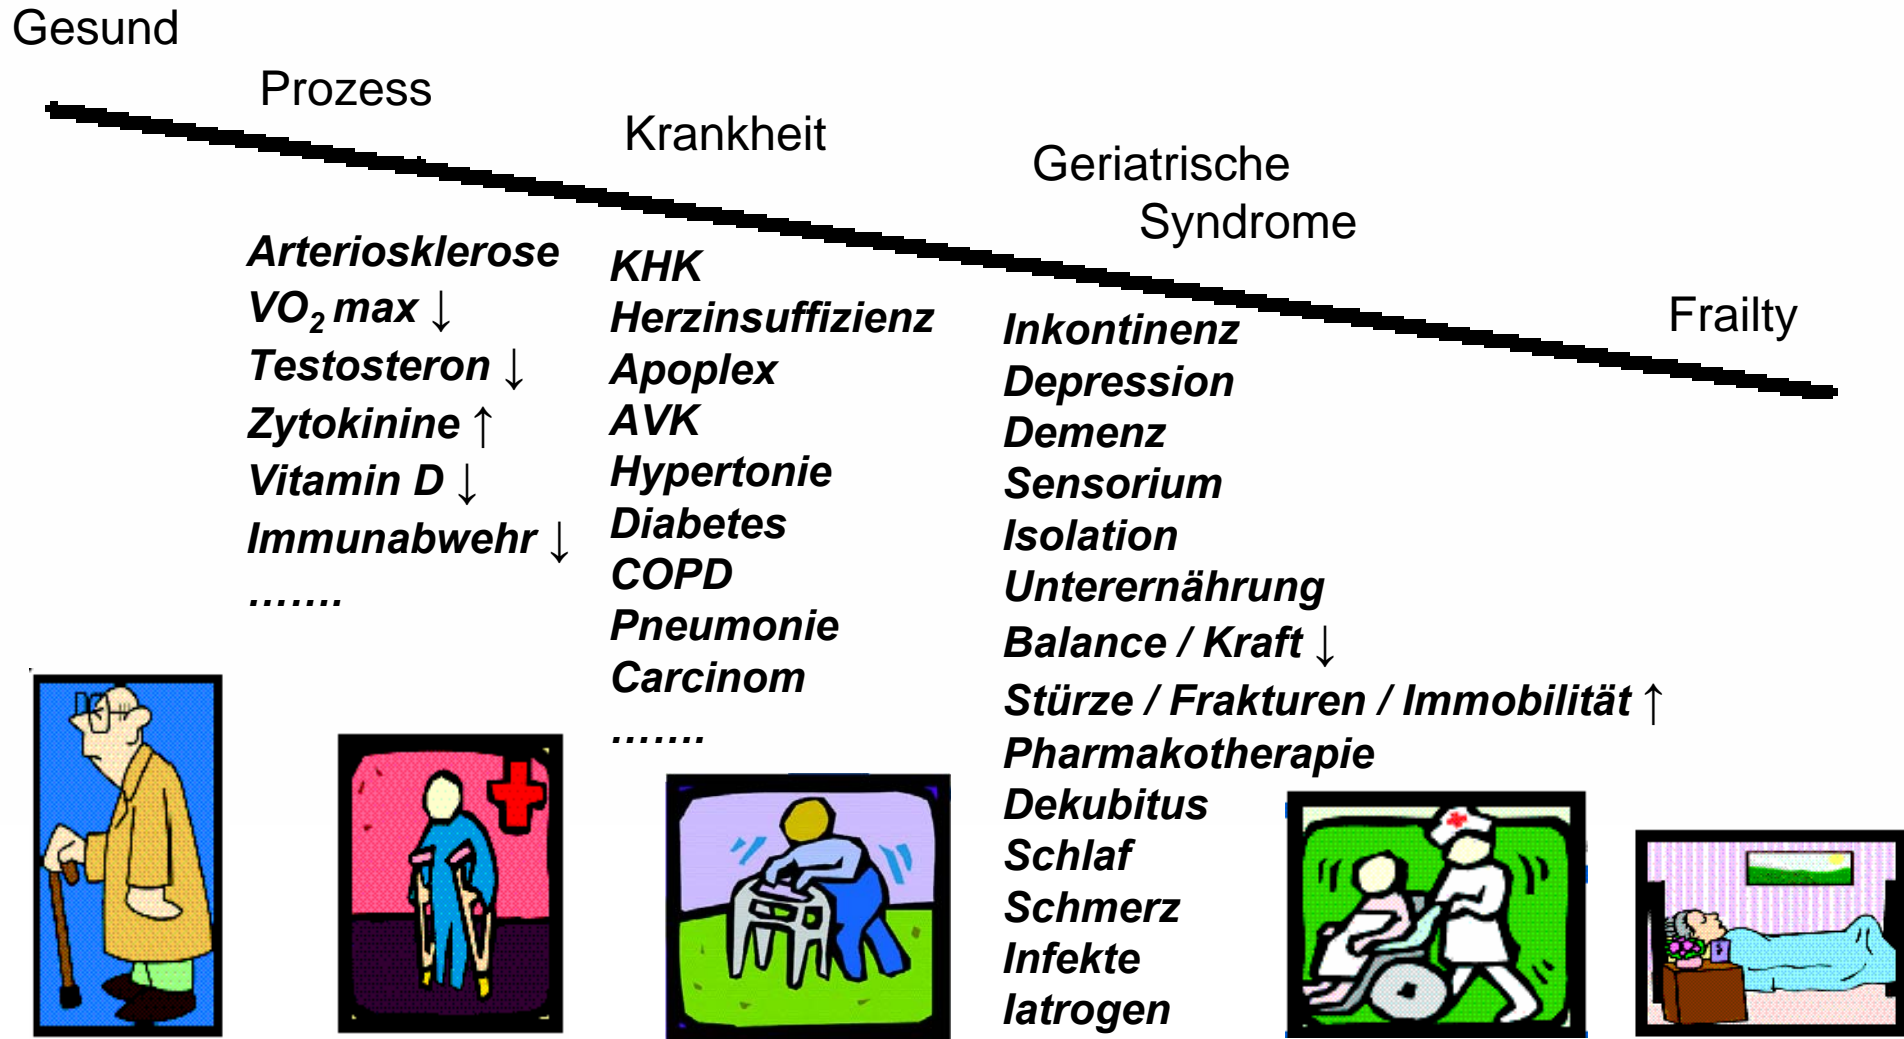 Gesund
Prozess
Krankheit
Geriatrische
Syndrome
Frailty
Arteriosklerose
VO₂ max ↓
Testosteron ↓
Zytokinine ↑
Vitamin D ↓
Immunabwehr ↓
…….
KHK
Herzinsuffizienz
Apoplex
AVK
Hypertonie
Diabetes
COPD
Pneumonie
Carcinom
…….
Inkontinenz
Depression
Demenz
Sensorium
Isolation
Unterernährung
Balance / Kraft ↓
Stürze / Frakturen / Immobilität ↑
Pharmakotherapie
Dekubitus
Schlaf
Schmerz
Infekte
Iatrogen